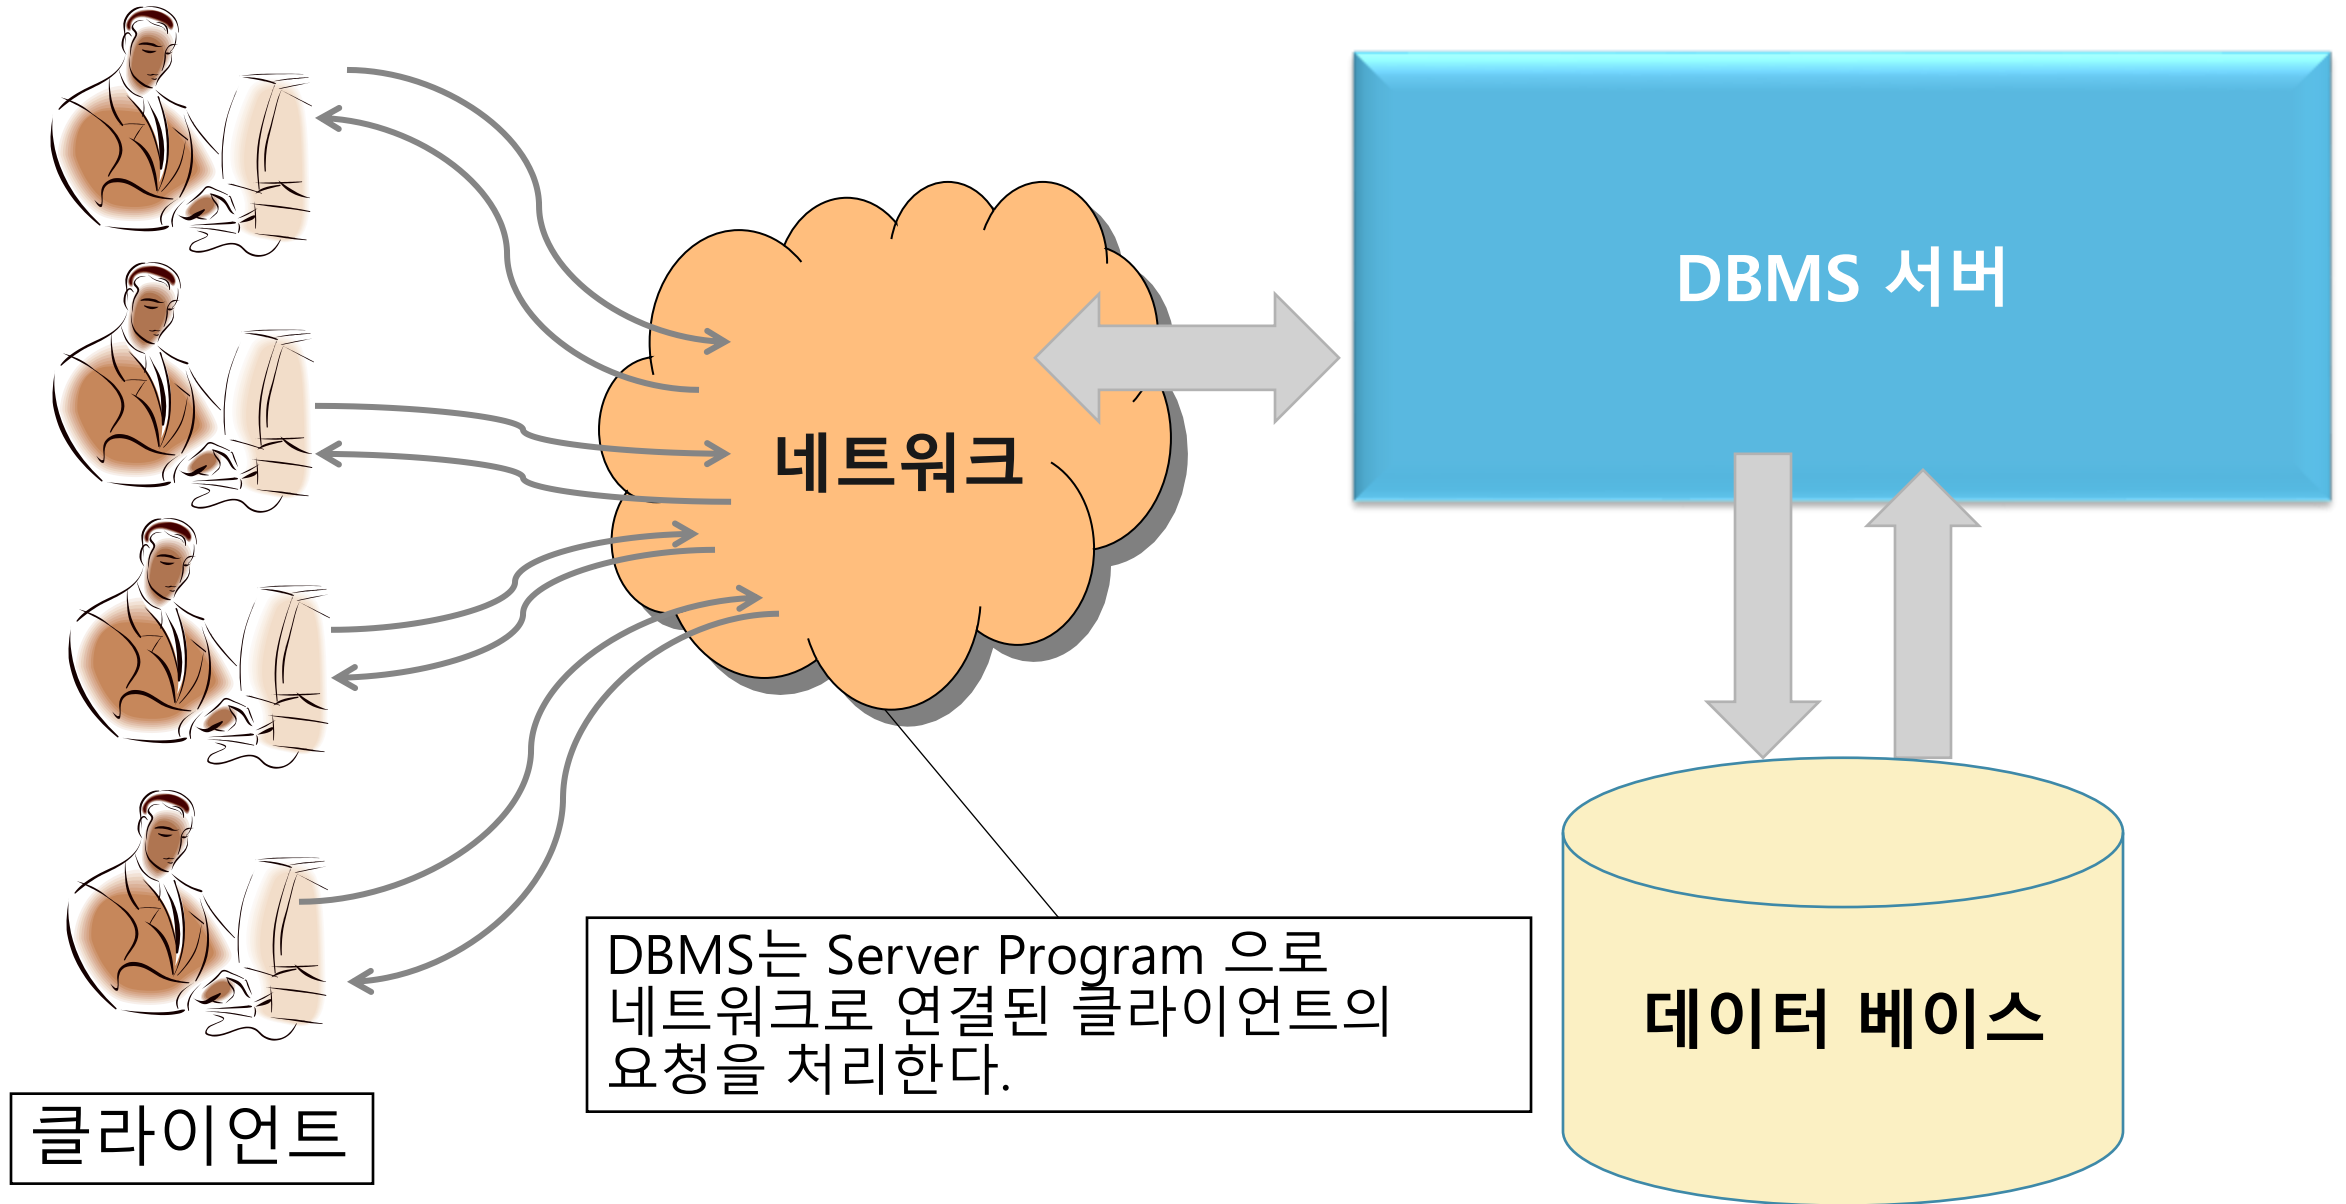 DBMS 서버
네트워크
DBMS는 Server Program 으로
네트워크로 연결된 클라이언트의
요청을 처리한다.
데이터 베이스
클라이언트